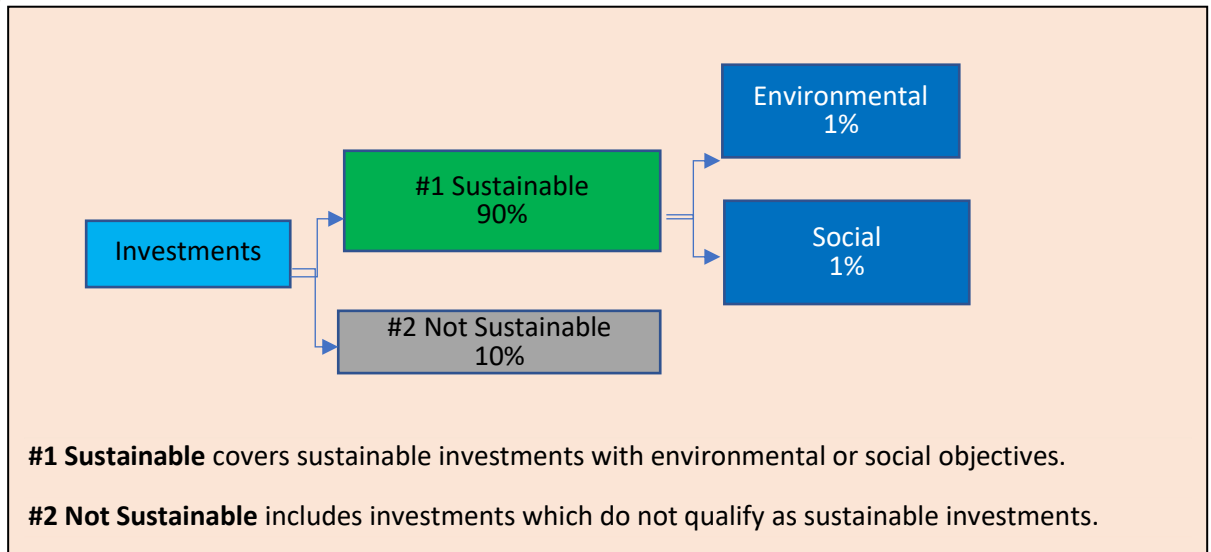 Environmental
1%
#1 Sustainable
90%
Social
1%
Investments
#2 Not Sustainable
10%
#1 Sustainable covers sustainable investments with environmental or social objectives.
#2 Not Sustainable includes investments which do not qualify as sustainable investments.